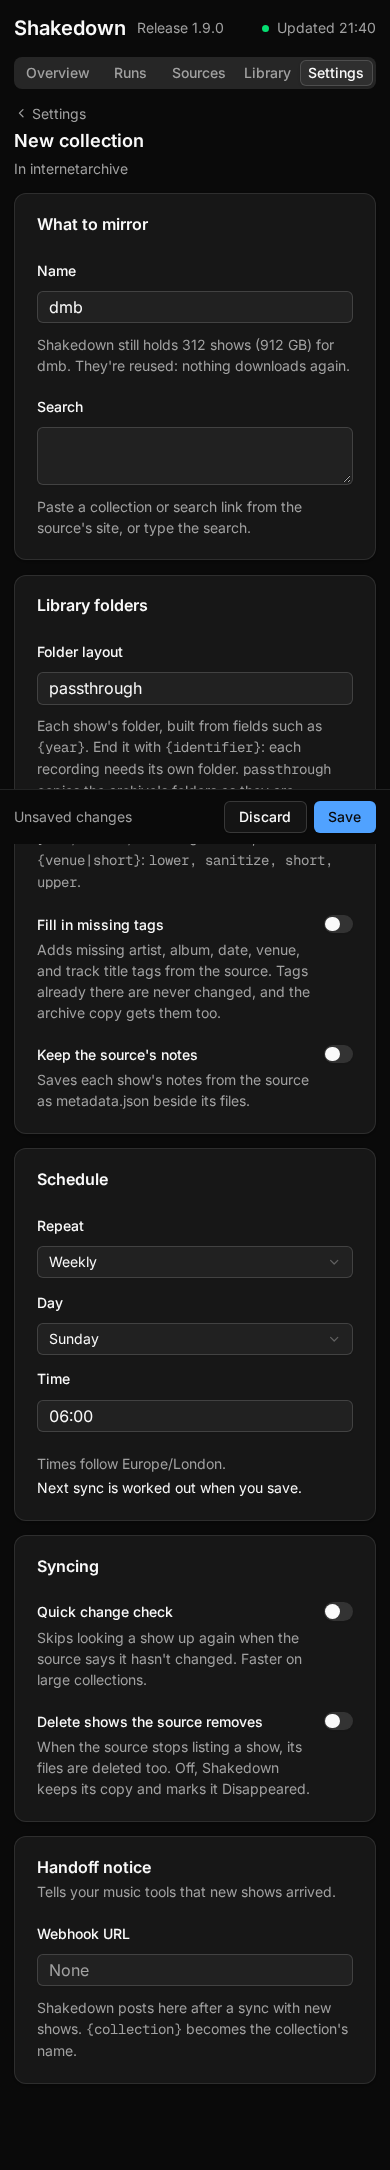 Shakedown Release 1.9.0 Updated 21:40
Overview Runs Sources Library Settings
Settings
New collection
In internetarchive
What to mirror
Name
dmb
Shakedown still holds 312 shows (912 GB) for
dmb. They're reused: nothing downloads again.
Search
Paste a collection or search link from the
source's site, or type the search.
Library folders
Folder layout
passthrough
Each show's folder, built from fields such as
{year}. End it with {identifier}: each
recording needs its own folder. passthrough
Unsaved changes Discard Save
{venue|short}: lower, sanitize, short,
upper.
Fill in missing tags
Adds missing artist, album, date, venue,
and track title tags from the source. Tags
already there are never changed, and the
archive copy gets them too.
Keep the source's notes
Saves each show's notes from the source
as metadata.json beside its files.
Schedule
Repeat
Weekly
Day
Sunday
Time
06:00
Times follow Europe/London.
Next sync is worked out when you save.
Syncing
Quick change check
Skips looking a show up again when the
source says it hasn't changed. Faster on
large collections.
Delete shows the source removes
When the source stops listing a show, its
files are deleted too. Off, Shakedown
keeps its copy and marks it Disappeared.
Handoff notice
Tells your music tools that new shows arrived.
Webhook URL
None
Shakedown posts here after a sync with new
shows. {collection} becomes the collection's
name.